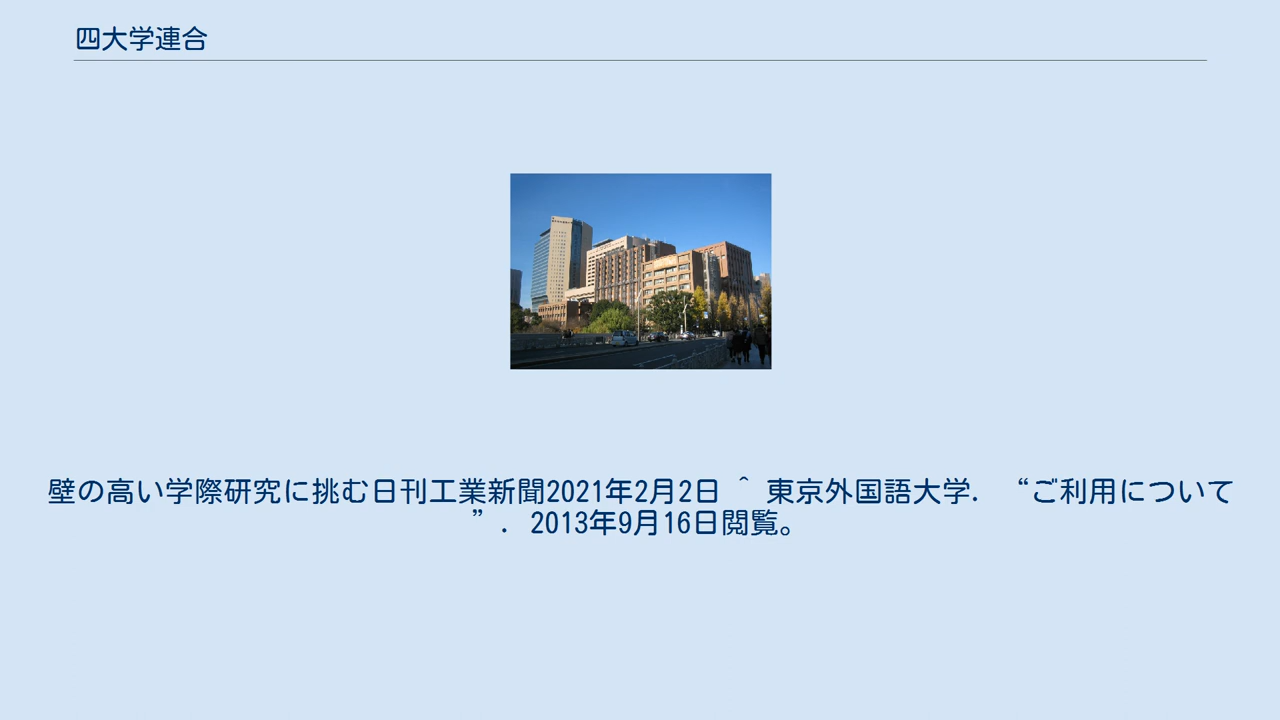 四大学連合
壁の高い学際研究に挑む日刊工業新聞2021年2月2日 ^ 東京外国語大学. “ご利用について
”. 2013年9月16日閲覧。